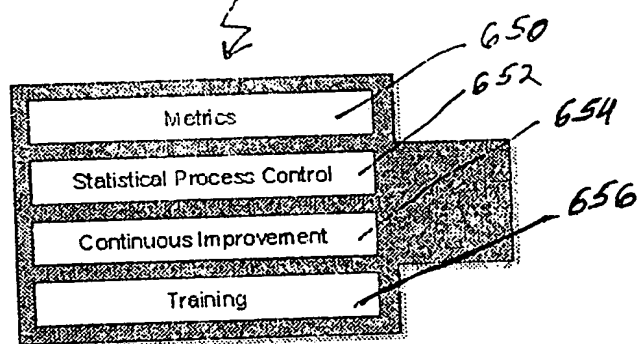 650
Metrics
652
Statistical Process Control
654
Continuous Improvement
656
Training